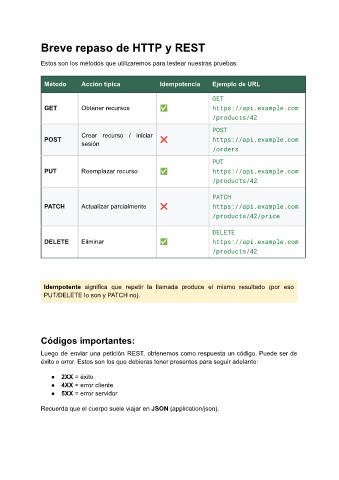 Breve repaso de HTTP y REST
Estos son los métodos que utilizaremos para testear nuestras pruebas:
Método Acción típica Idempotencia Ejemplo de URL
GET Obtener recursos ✅ GET
https://api.example.com
/products/42
POST Crear recurso / iniciar
sesión ❌ POST
https://api.example.com
/orders
PUT Reemplazar recurso ✅ PUT
https://api.example.com
/products/42
PATCH Actualizar parcialmente ❌ PATCH
https://api.example.com
/products/42/price
DELETE Eliminar ✅ DELETE
https://api.example.com
/products/42
Idempotente significa que repetir la llamada produce el mismo resultado (por eso
PUT/DELETE lo son y PATCH no).
Códigos importantes:
Luego de enviar una petición REST, obtenemos como respuesta un código. Puede ser de
éxito o error. Estos son los que debieras tener presentes para seguir adelante:
● 2XX = éxito
● 4XX = error cliente
● 5XX = error servidor
Recuerda que el cuerpo suele viajar en JSON (application/json).